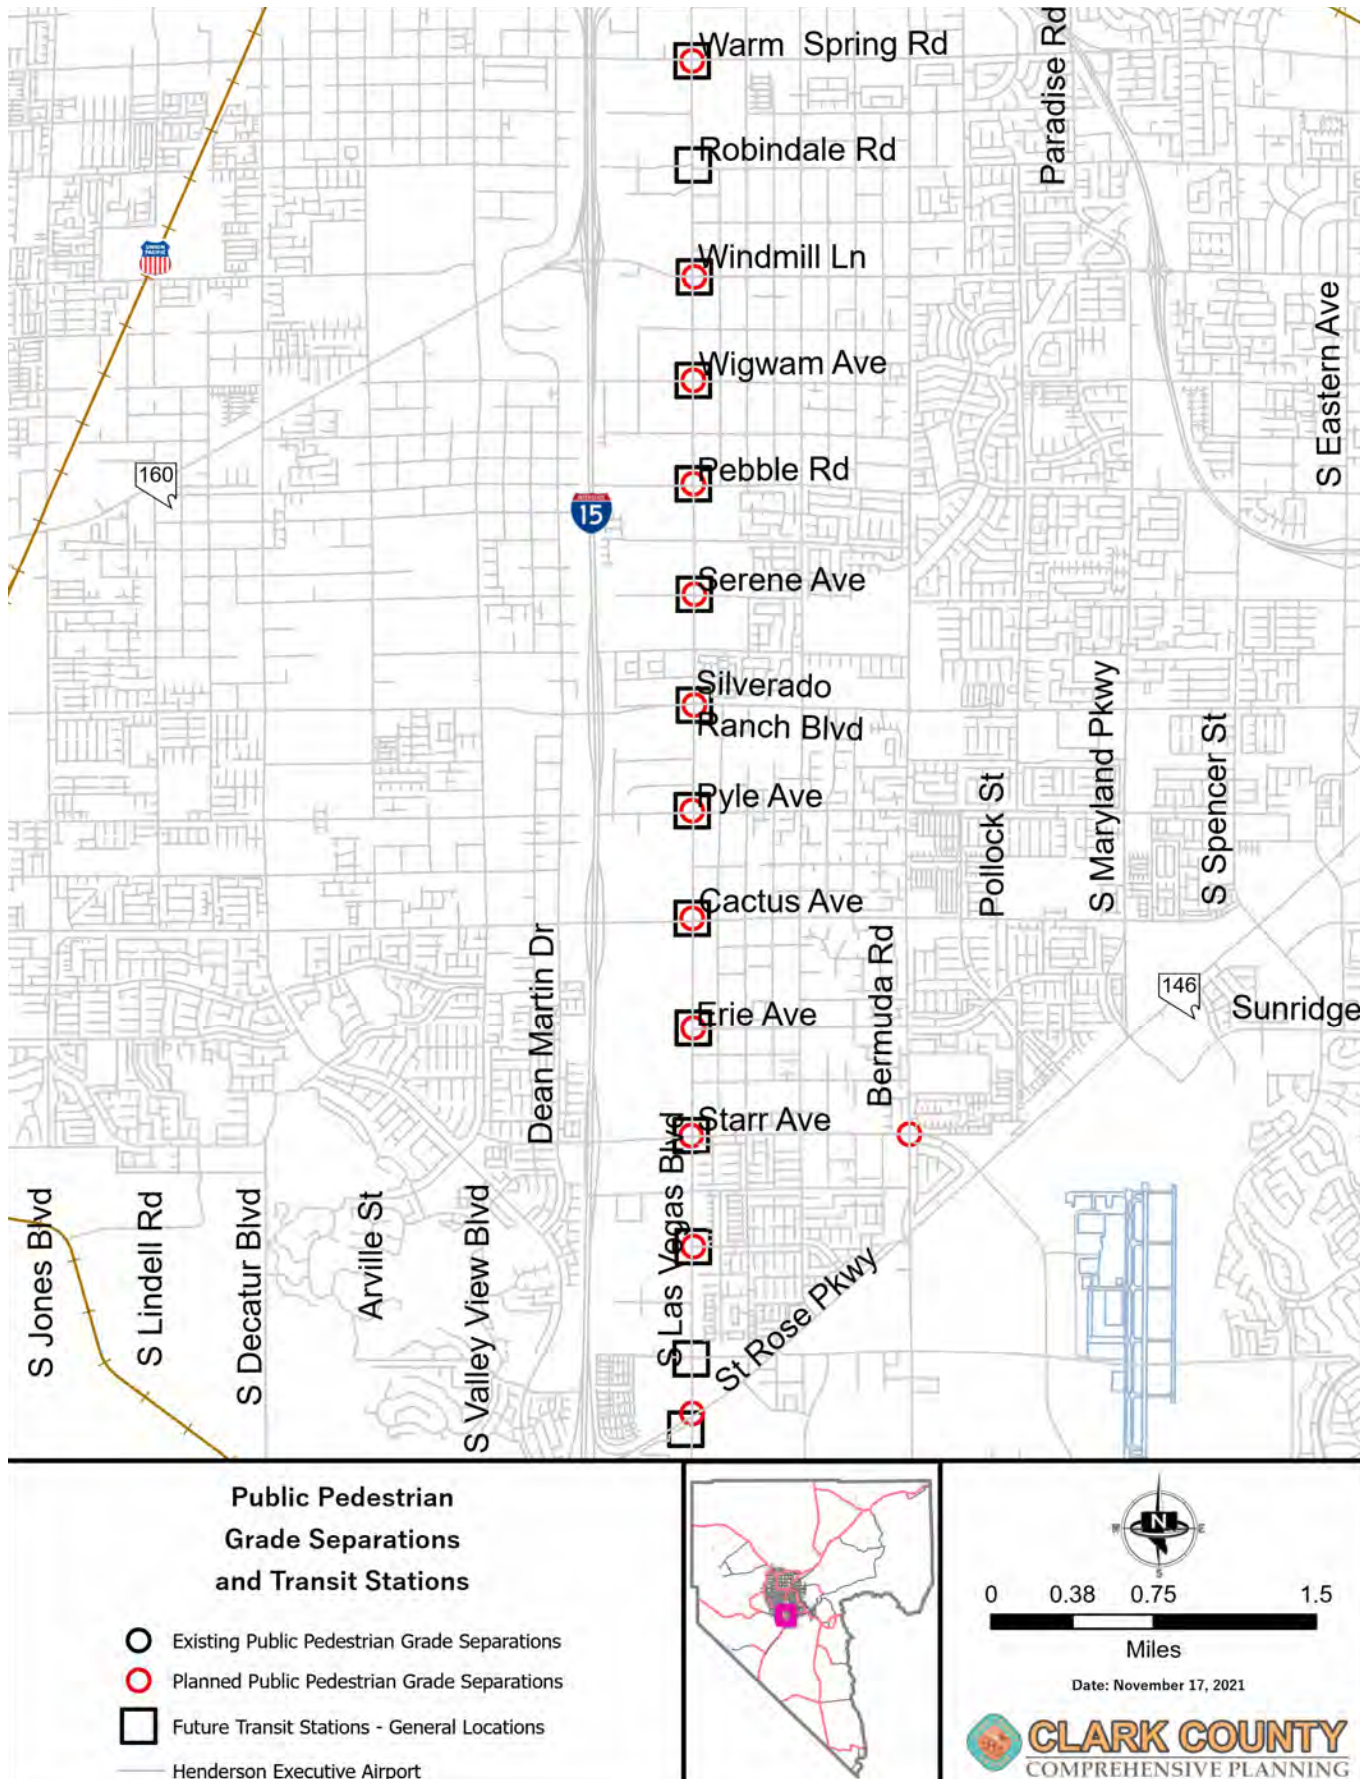 Warm Spring Rd
Paradise Rd
Robindale Rd
UNION
PACIFIC
Windmill Ln
S Eastern Ave
Wigwam Ave
160
Pebble Rd
INTERSTATE
15
Serene Ave
Silverado
Ranch Blvd
S Maryland Pkwy
S Spencer St
Pyle Ave
Pollock St
Cactus Ave
Dean Martin Dr
Bermuda Rd
146
Sunridge
Erie Ave
Starr Ave
S Las Vegas Blvd
S Jones Blvd
S Lindell Rd
S Decatur Blvd
Arville St
S Valley View Blvd
St Rose Pkwy
Public Pedestrian
Grade Separations
and Transit Stations
Existing Public Pedestrian Grade Separations
Planned Public Pedestrian Grade Separations
Future Transit Stations - General Locations
Henderson Executive Airport
N
W E
S
0 0.38 0.75 1.5
Miles
Date: November 17, 2021
CLARK COUNTY
COMPREHENSIVE PLANNING